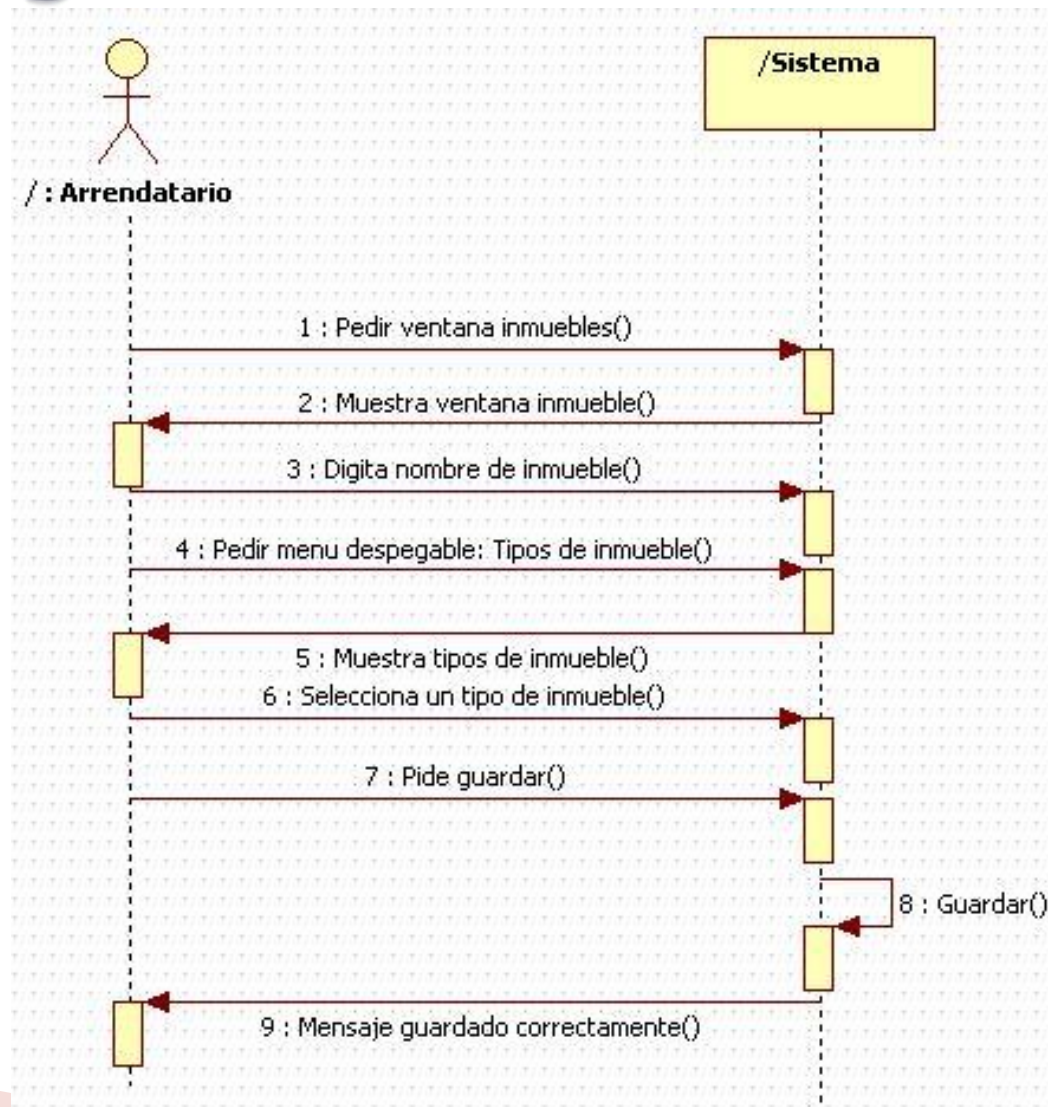 /Sistema
/ : Arrendatario
1 : Pedir ventana inmuebles()
2 : Muestra ventana inmueble()
3 : Digita nombre de inmueble()
4 : Pedir menu despegable: Tipos de inmueble()
5 : Muestra tipos de inmueble()
6 : Selecciona un tipo de inmueble()
7 : Pide guardar()
8 : Guardar()
9 : Mensaje guardado correctamente()